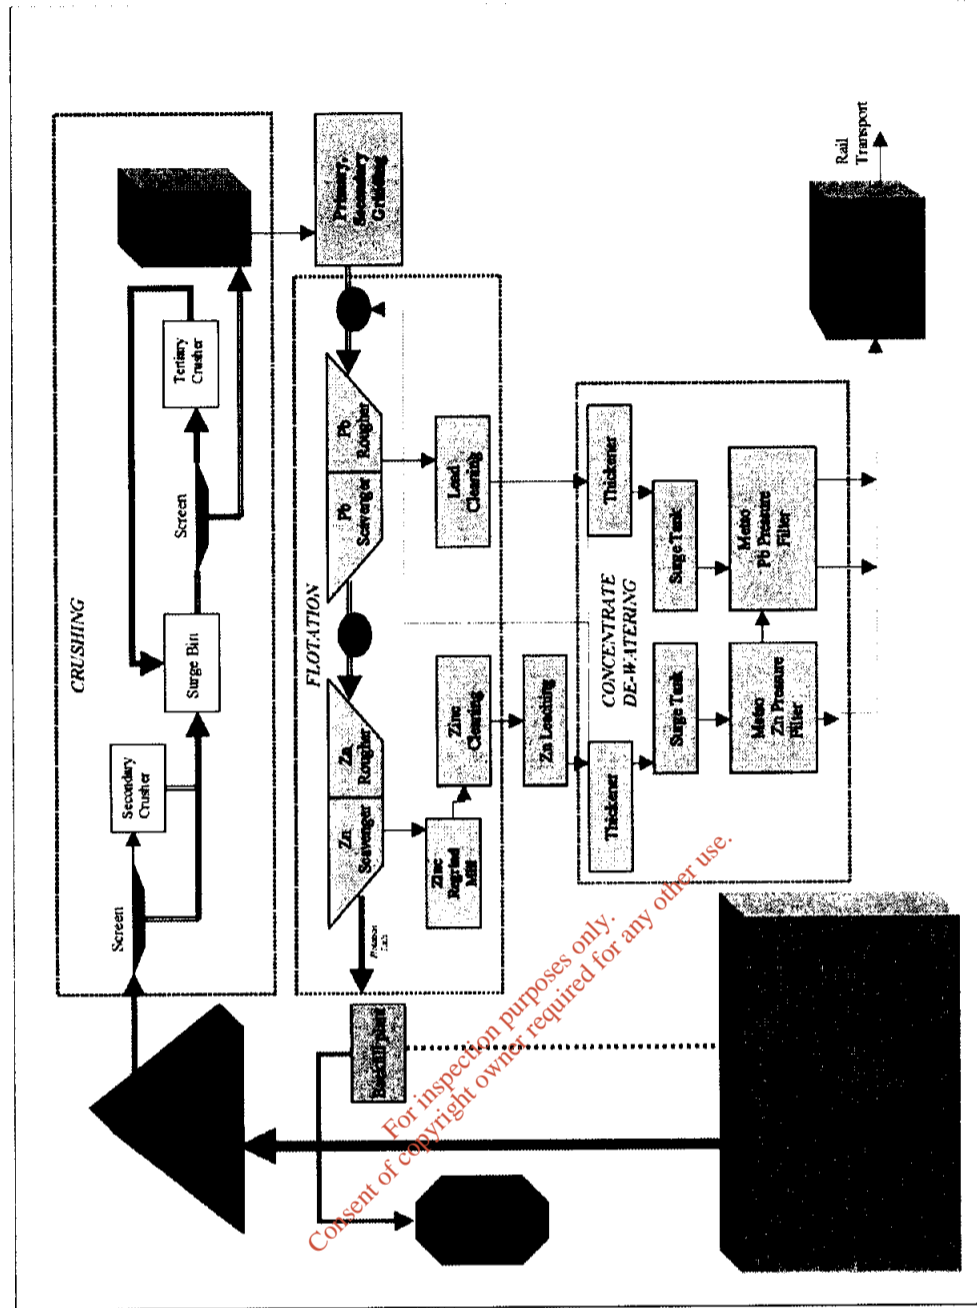 CRUSHING
Screen
Secondary
Crusher
Surge Bin
Screen
Tertiary
Crusher
Primary,
Secondary
Grinding
FLOTATION
Pb
Rougher
Pb
Scavenger
Zn
Rougher
Zn
Scavenger
Lead
Cleaning
Zinc
Cleaning
Zinc
Regrind
Mill
Zn Leaching
Backfill plant
CONCENTRATE
DE-WATERING
Thickener
Thickener
Surge Tank
Surge Tank
Metso
Pb Pressure
Filter
Metso
Zn Pressure
Filter
Rail
Transport
For inspection purposes only.
Consent of copyright owner required for any other use.